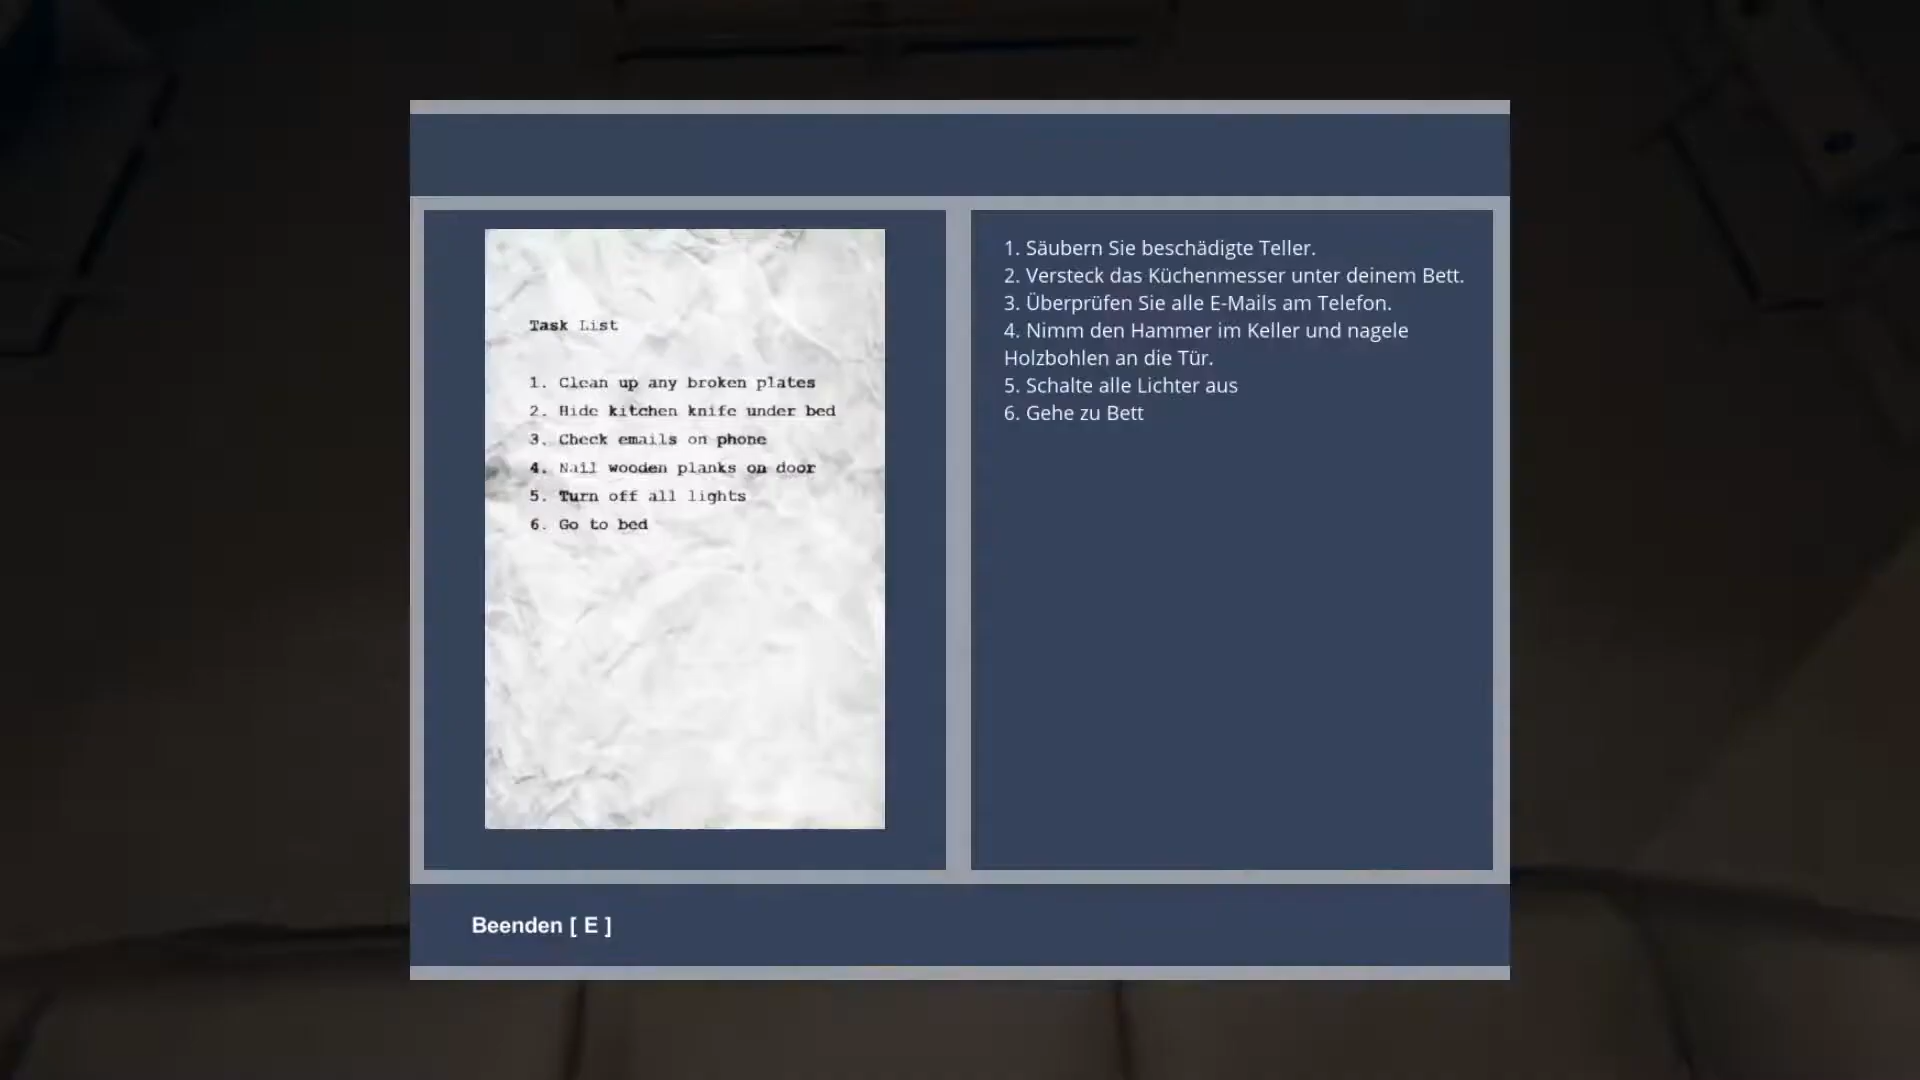 Task List
1. Clean up any broken plates
2. Hide kitchen knife under bed
3. Check emails on phone
4. Nail wooden planks on door
5. Turn off all lights
6. Go to bed
1. Säubern Sie beschädigte Teller.
2. Versteck das Küchenmesser unter deinem Bett.
3. Überprüfen Sie alle E-Mails am Telefon.
4. Nimm den Hammer im Keller und nagele
Holzbohlen an die Tür.
5. Schalte alle Lichter aus
6. Gehe zu Bett
Beenden [ E ]